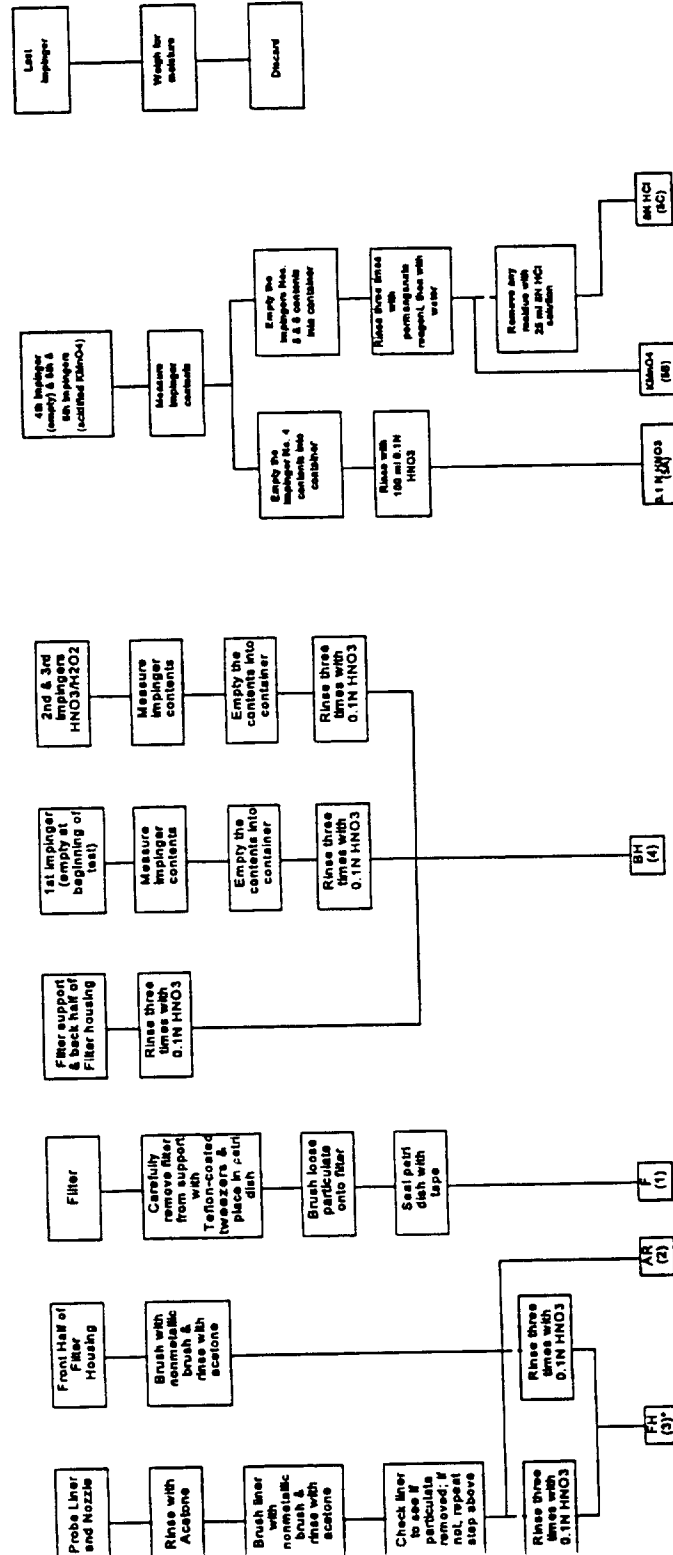 Probe Liner
and Nozzle
Rinse with
Acetone
Brush liner
with
nonmetallic
brush &
rinse with
acetone
Check liner
to see if
particulate
removed; if
not, repeat
step above
Rinse three
times with
0.1N HNO3
Front Half of
Filter
Housing
Brush with
nonmetallic
brush &
rinse with
acetone
Rinse three
times with
0.1N HNO3
FH
(3)*
AR
(2)
Filter
Carefully
remove filter
from support
with
Teflon-coated
tweezers &
place in petri
dish
Brush loose
particulate
onto filter
Seal petri
dish with
tape
F
(1)
Filter support
& back half of
Filter housing
Rinse three
times with
0.1N HNO3
1st Impinger
(empty at
beginning of
test)
Measure
impinger
contents
Empty the
contents into
container
Rinse three
times with
0.1N HNO3
2nd & 3rd
Impingers
HNO3/H2O2
Measure
impinger
contents
Empty the
contents into
container
Rinse three
times with
0.1N HNO3
BH
(4)
4th Impinger
(empty) & 5th &
6th Impingers
(acidified KMnO4)
Measure
impinger
contents
Empty the
Impinger No. 4
contents into
container
Rinse with
100 ml 0.1N
HNO3
0.1 N HNO3
(5A)
Empty the
Impingers Nos.
5 & 6 contents
into container
Rinse three times
with
permanganate
reagent, then with
water
Remove any
residue with
25 ml 8N HCl
solution
KMnO4
(5B)
8N HCl
(5C)
Last
Impinger
Weigh for
moisture
Discard